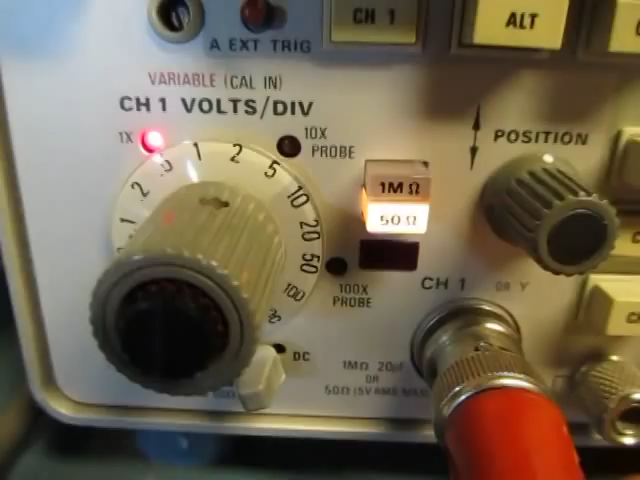 CH 1
ALT
A EXT TRIG
VARIABLE (CAL IN)
CH 1 VOLTS/DIV
1X
10X
PROBE
POSITION
.1
.2
.5
1
2
5
10
20
50
100
1M Ω
50 Ω
100X
PROBE
CH 1 OR Y
DC
1MΩ 20pF
OR
50Ω (5V RMS MAX)